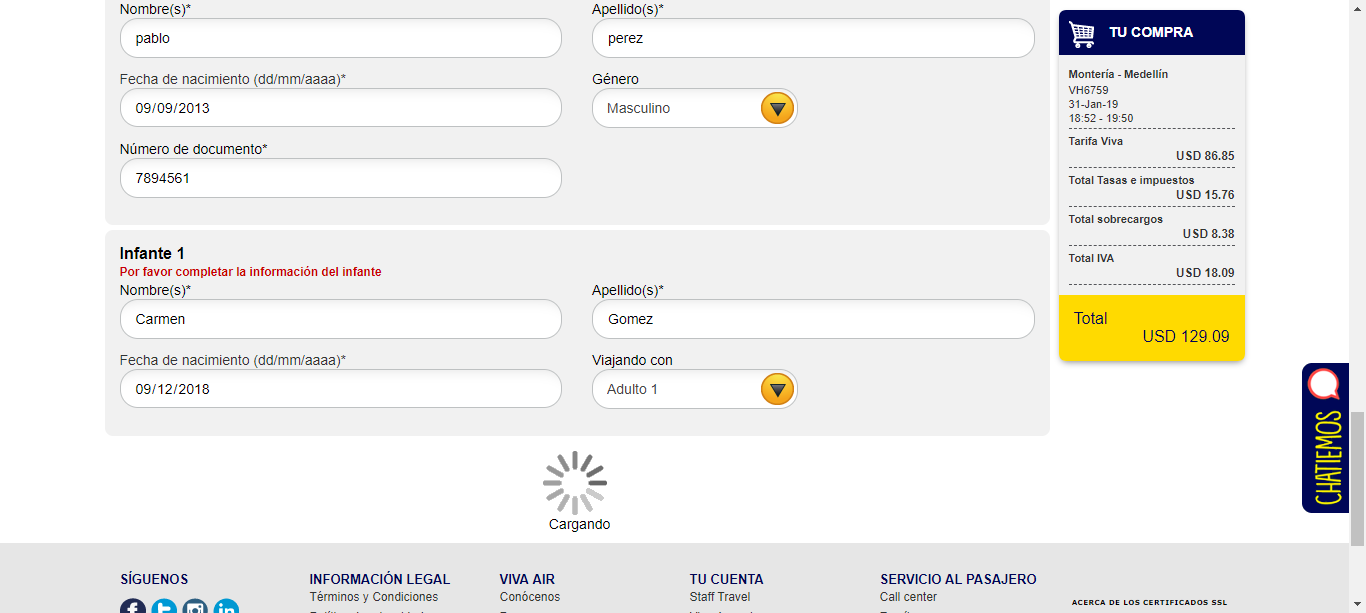 Nombre(s)*
Apellido(s)*
pablo
perez
Fecha de nacimiento (dd/mm/aaaa)*
Género
09/09/2013
Masculino
Número de documento*
7894561
Infante 1
Por favor completar la información del infante
Nombre(s)*
Apellido(s)*
Carmen
Gomez
Fecha de nacimiento (dd/mm/aaaa)*
Viajando con
09/12/2018
Adulto 1
Cargando
TU COMPRA
Montería - Medellín
VH6759
31-Jan-19
18:52 - 19:50
Tarifa Viva
USD 86.85
Total Tasas e impuestos
USD 15.76
Total sobrecargos
USD 8.38
Total IVA
USD 18.09
Total
USD 129.09
CHATIEMOS
SÍGUENOS
INFORMACIÓN LEGAL
Términos y Condiciones
VIVA AIR
Conócenos
TU CUENTA
Staff Travel
SERVICIO AL PASAJERO
Call center
ACERCA DE LOS CERTIFICADOS SSL